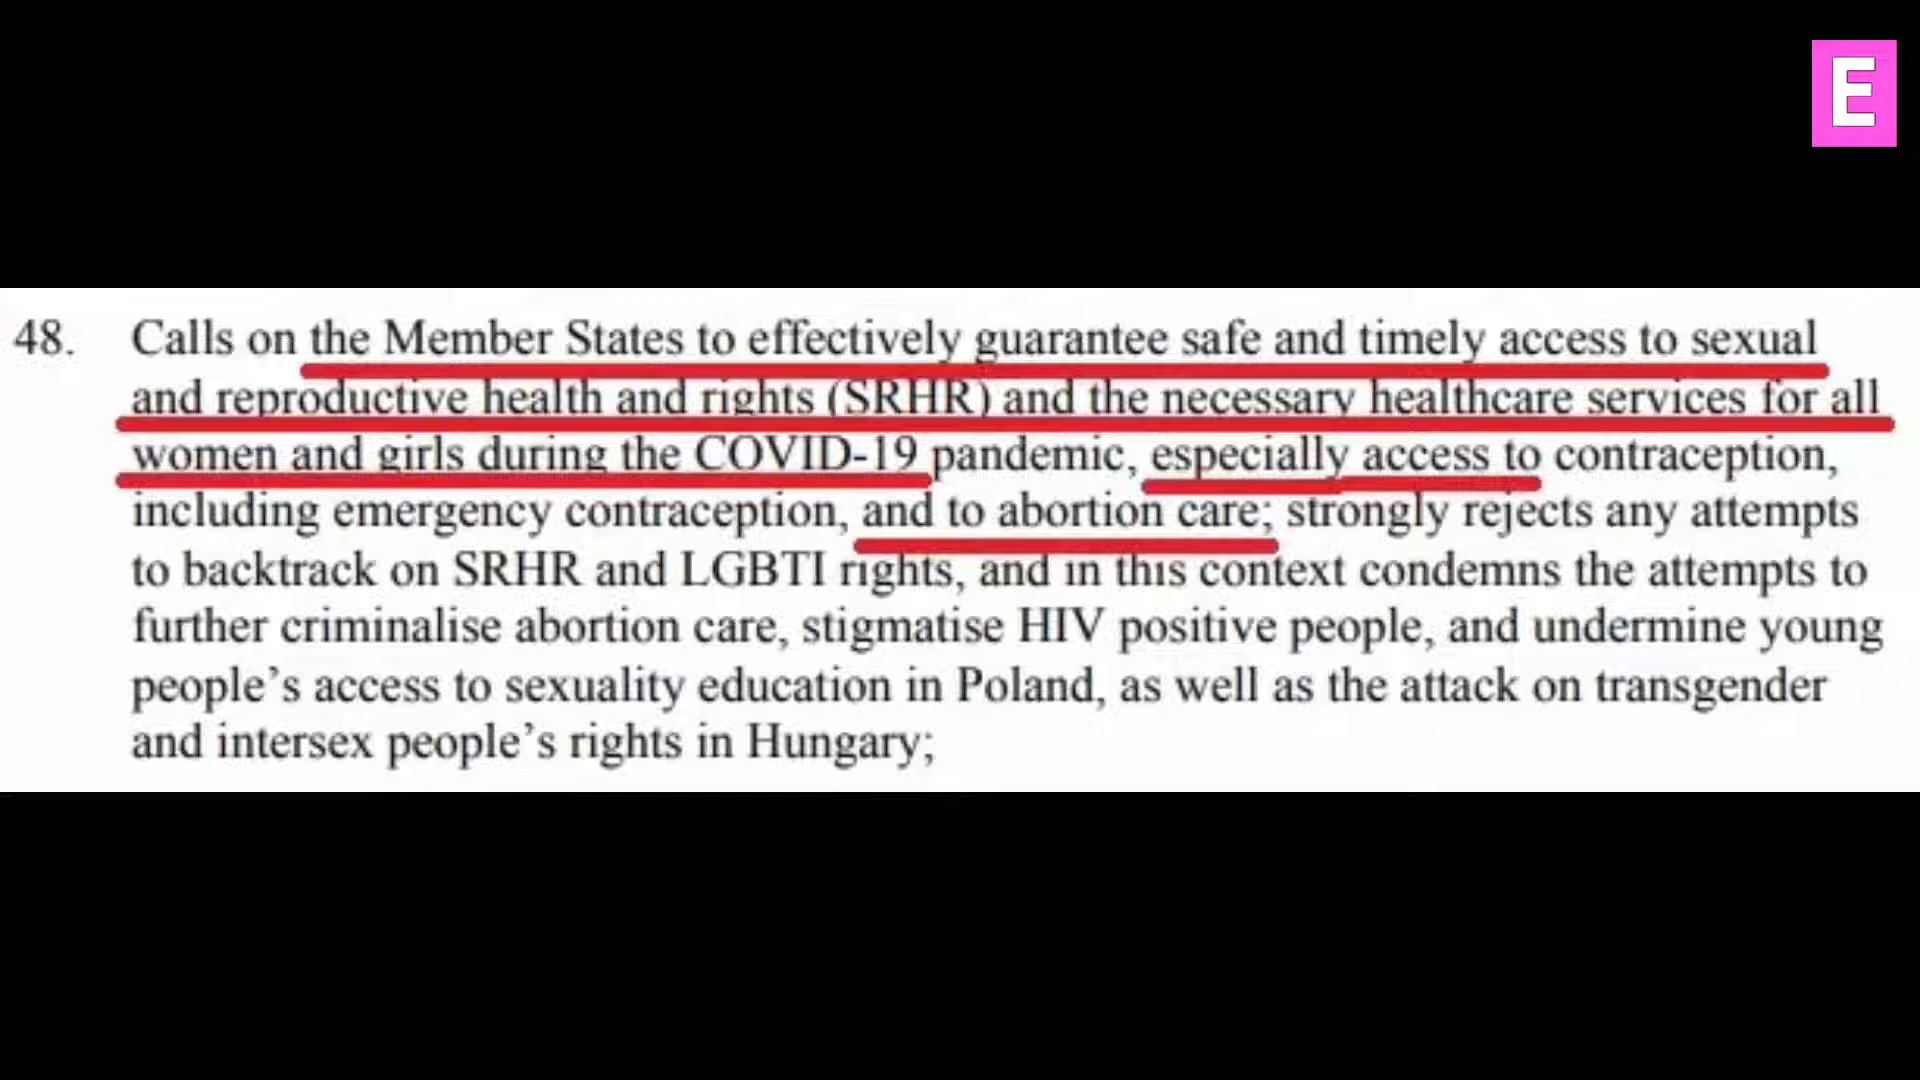 E
48. Calls on the Member States to effectively guarantee safe and timely access to sexual
and reproductive health and rights (SRHR) and the necessary healthcare services for all
women and girls during the COVID-19 pandemic, especially access to contraception,
including emergency contraception, and to abortion care; strongly rejects any attempts
to backtrack on SRHR and LGBTI rights, and in this context condemns the attempts to
further criminalise abortion care, stigmatise HIV positive people, and undermine young
people’s access to sexuality education in Poland, as well as the attack on transgender
and intersex people’s rights in Hungary;